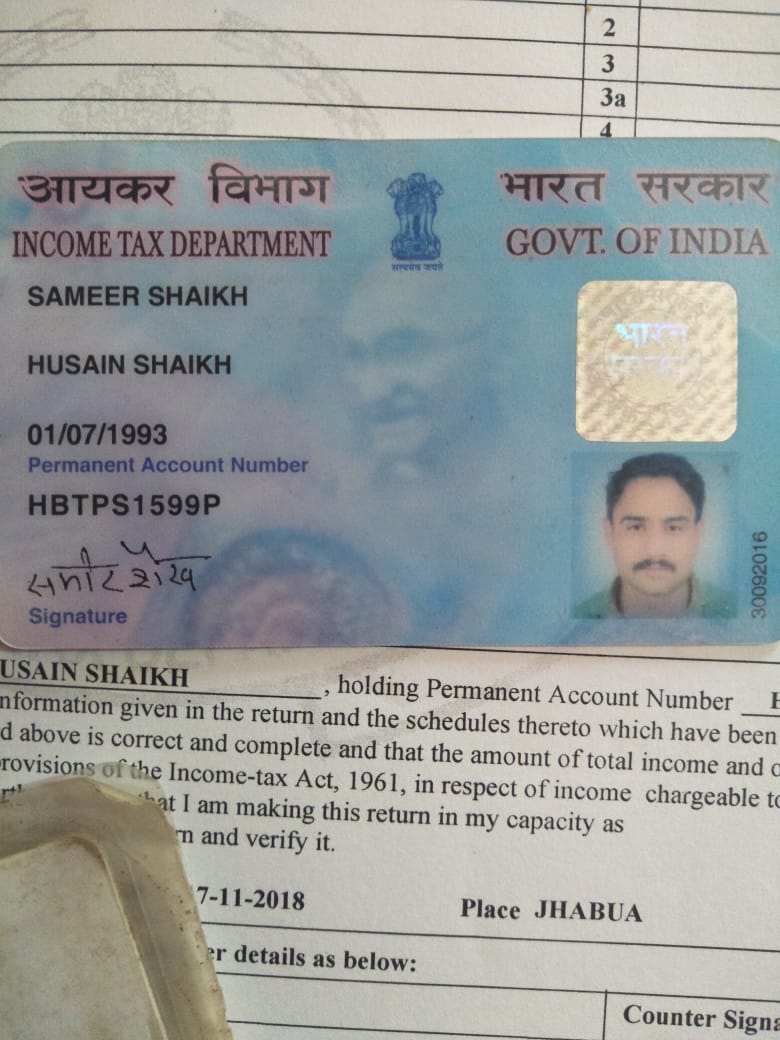 2
3
3a
4
आयकर विभाग
INCOME TAX DEPARTMENT
सत्यमेव जयते
भारत सरकार
GOVT. OF INDIA
SAMEER SHAIKH
HUSAIN SHAIKH
01/07/1993
Permanent Account Number
HBTPS1599P
समीर शेख
Signature
भारत
सरकार
30092016
USAIN SHAIKH, holding Permanent Account Number
nformation given in the return and the schedules thereto which have been
d above is correct and complete and that the amount of total income and
rovisions of the Income-tax Act, 1961, in respect of income chargeable to
that I am making this return in my capacity as
rn and verify it.
7-11-2018 Place JHABUA
er details as below:
Counter Signa